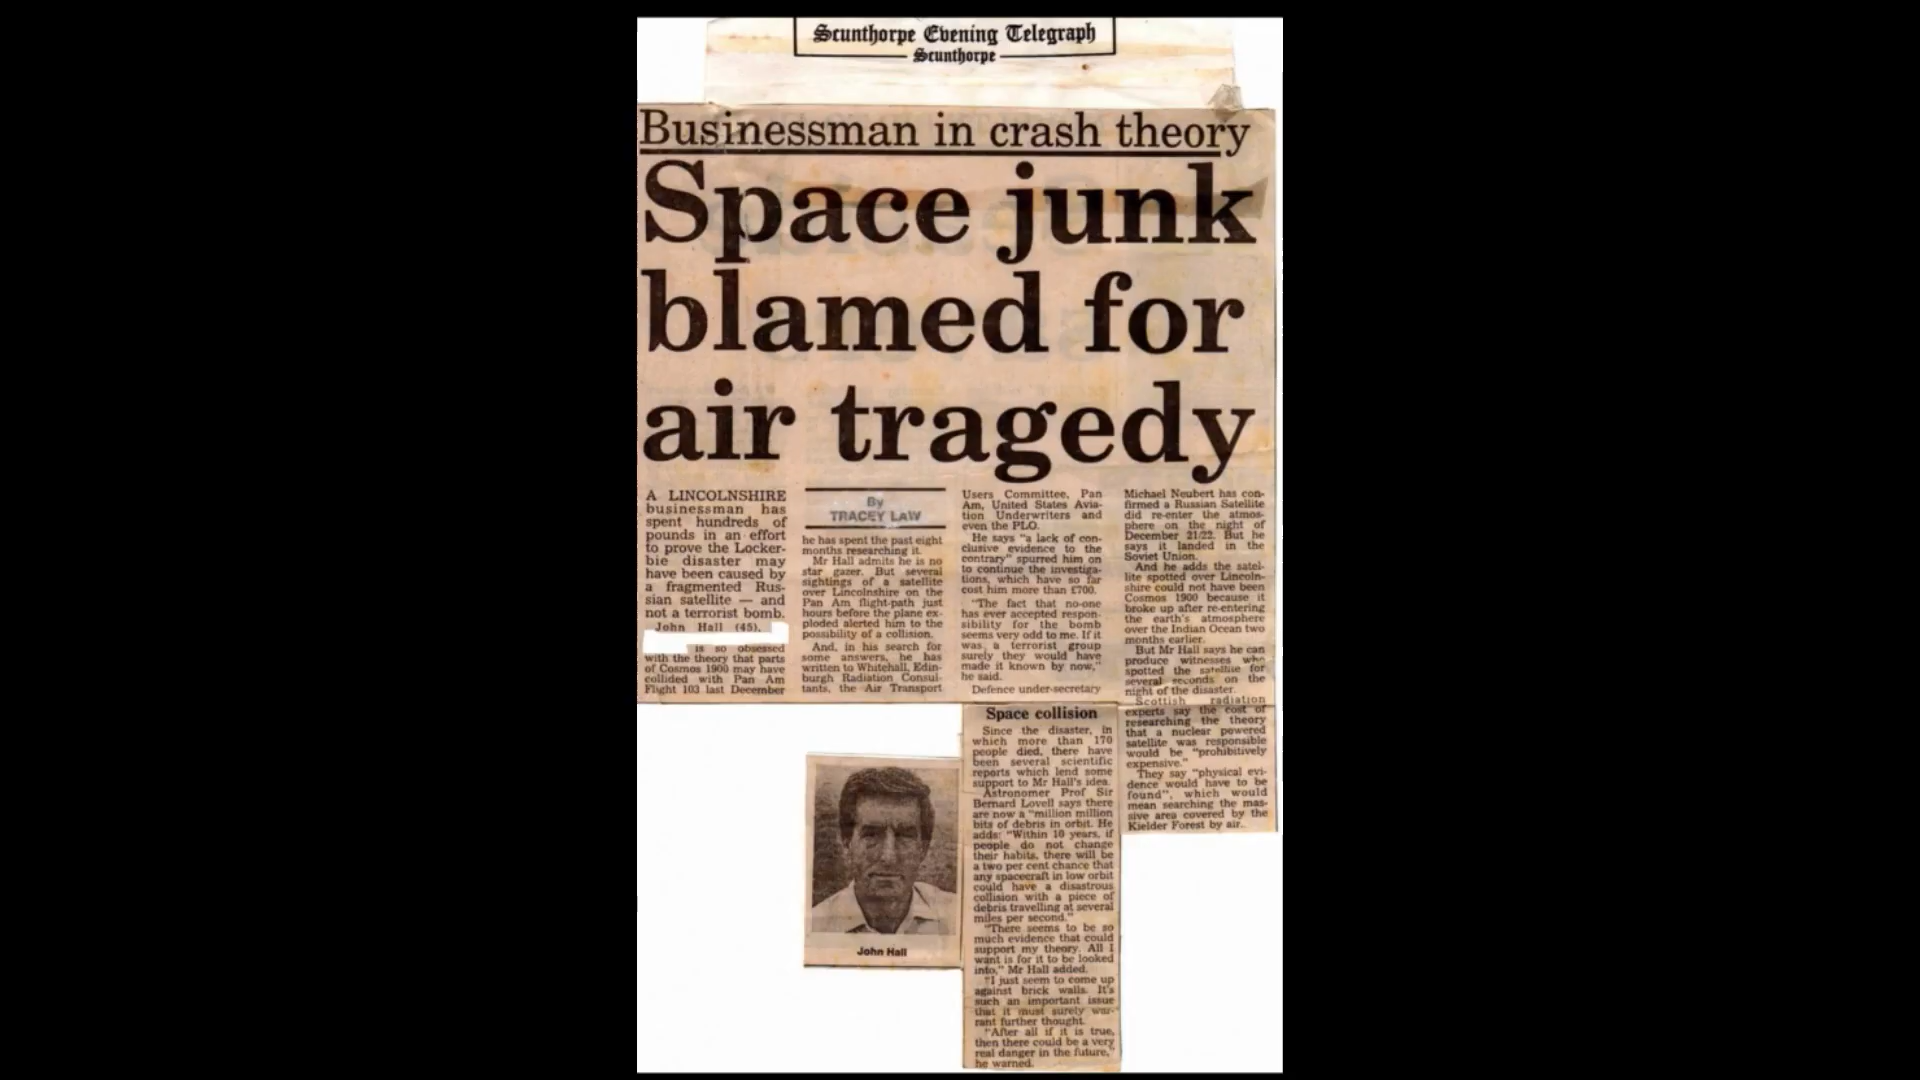 Scunthorpe Evening Telegraph
Scunthorpe
Businessman in crash theory
Space junk
blamed for
air tragedy
A LINCOLNSHIRE
businessman has
spent hundreds of
pounds in an effort
to prove the Locker-
bie disaster may
have been caused by
a fragmented Rus-
sian satellite — and
not a terrorist bomb.
John Hall (45),
is so obsessed
with the theory that parts
of Cosmos 1900 may have
collided with Pan Am
Flight 103 last December
By
TRACEY LAW
he has spent the past eight
months researching it.
Mr Hall admits he is no
star gazer. But several
sightings of a satellite
over Lincolnshire on the
Pan Am flight-path just
hours before the plane ex-
ploded alerted him to the
possibility of a collision.
And, in his search for
some answers, he has
written to Whitehall, Edin-
burgh Radiation Consul-
tants, the Air Transport
Users Committee, Pan
Am, United States Avia-
tion Underwriters and
even the PLO.
He says "a lack of con-
clusive evidence to the
contrary" spurred him on
to continue the investiga-
tions, which have so far
cost him more than £700.
"The fact that no-one
has ever accepted respon-
sibility for the bomb
seems very odd to me. If it
was a terrorist group
surely they would have
made it known by now,"
he said.
Defence under-secretary
Michael Neubert has con-
firmed a Russian Satellite
did re-enter the atmos-
phere on the night of
December 21/22. But he
says it landed in the
Soviet Union.
And he adds the satel-
lite spotted over Lincoln-
shire could not have been
Cosmos 1900 because it
broke up after re-entering
the earth's atmosphere
over the Indian Ocean two
months earlier.
But Mr Hall says he can
produce witnesses who
spotted the satellite for
several seconds on the
night of the disaster.
Scottish radiation
experts say the cost of
researching the theory
that a nuclear powered
satellite was responsible
would be "prohibitively
expensive."
They say "physical evi-
dence would have to be
found", which would
mean searching the mas-
sive area covered by the
Kielder Forest by air.
Space collision
Since the disaster, in
which more than 170
people died, there have
been several scientific
reports which lend some
support to Mr Hall's idea.
Astronomer Prof Sir
Bernard Lovell says there
are now a "million million
bits of debris in orbit. He
adds: "Within 10 years, if
people do not change
their habits, there will be
a two per cent chance that
any spacecraft in low orbit
could have a disastrous
collision with a piece of
debris travelling at several
miles per second."
"There seems to be so
much evidence that could
support my theory. All I
want is for it to be looked
into," Mr Hall added.
"I just seem to come up
against brick walls. It's
such an important issue
that it must surely war-
rant further thought.
"After all if it is true,
then there could be a very
real danger in the future,"
he warned.
John Hall